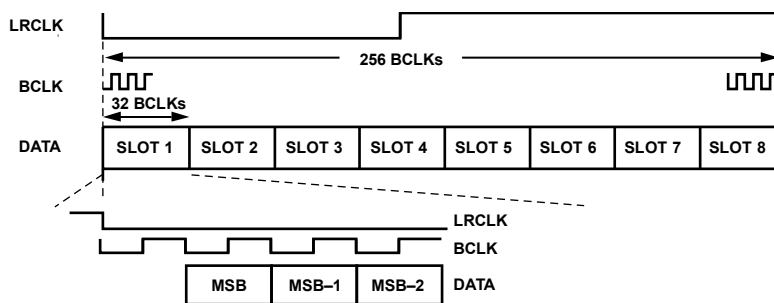 LRCLK
256 BCLKs
BCLK
32 BCLKs
DATA SLOT 1 SLOT 2 SLOT 3 SLOT 4 SLOT 5 SLOT 6 SLOT 7 SLOT 8
LRCLK
BCLK
MSB MSB–1 MSB–2 DATA